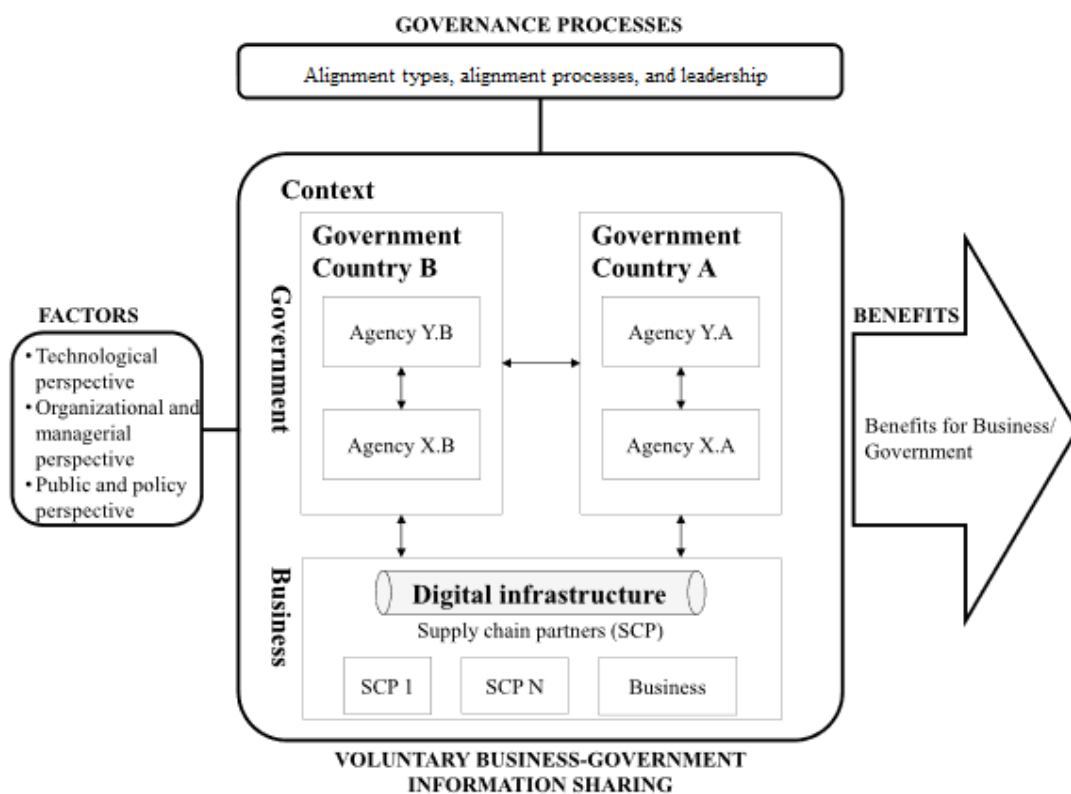 GOVERNANCE PROCESSES
Alignment types, alignment processes, and leadership
Context
Government
Government
Country B
Agency Y.B
Agency X.B
Government
Country A
Agency Y.A
Agency X.A
FACTORS
•Technological
perspective
•Organizational and
managerial
perspective
•Public and policy
perspective
BENEFITS
Benefits for Business/
Government
Business
Digital infrastructure
Supply chain partners (SCP)
SCP 1
SCP N
Business
VOLUNTARY BUSINESS-GOVERNMENT
INFORMATION SHARING